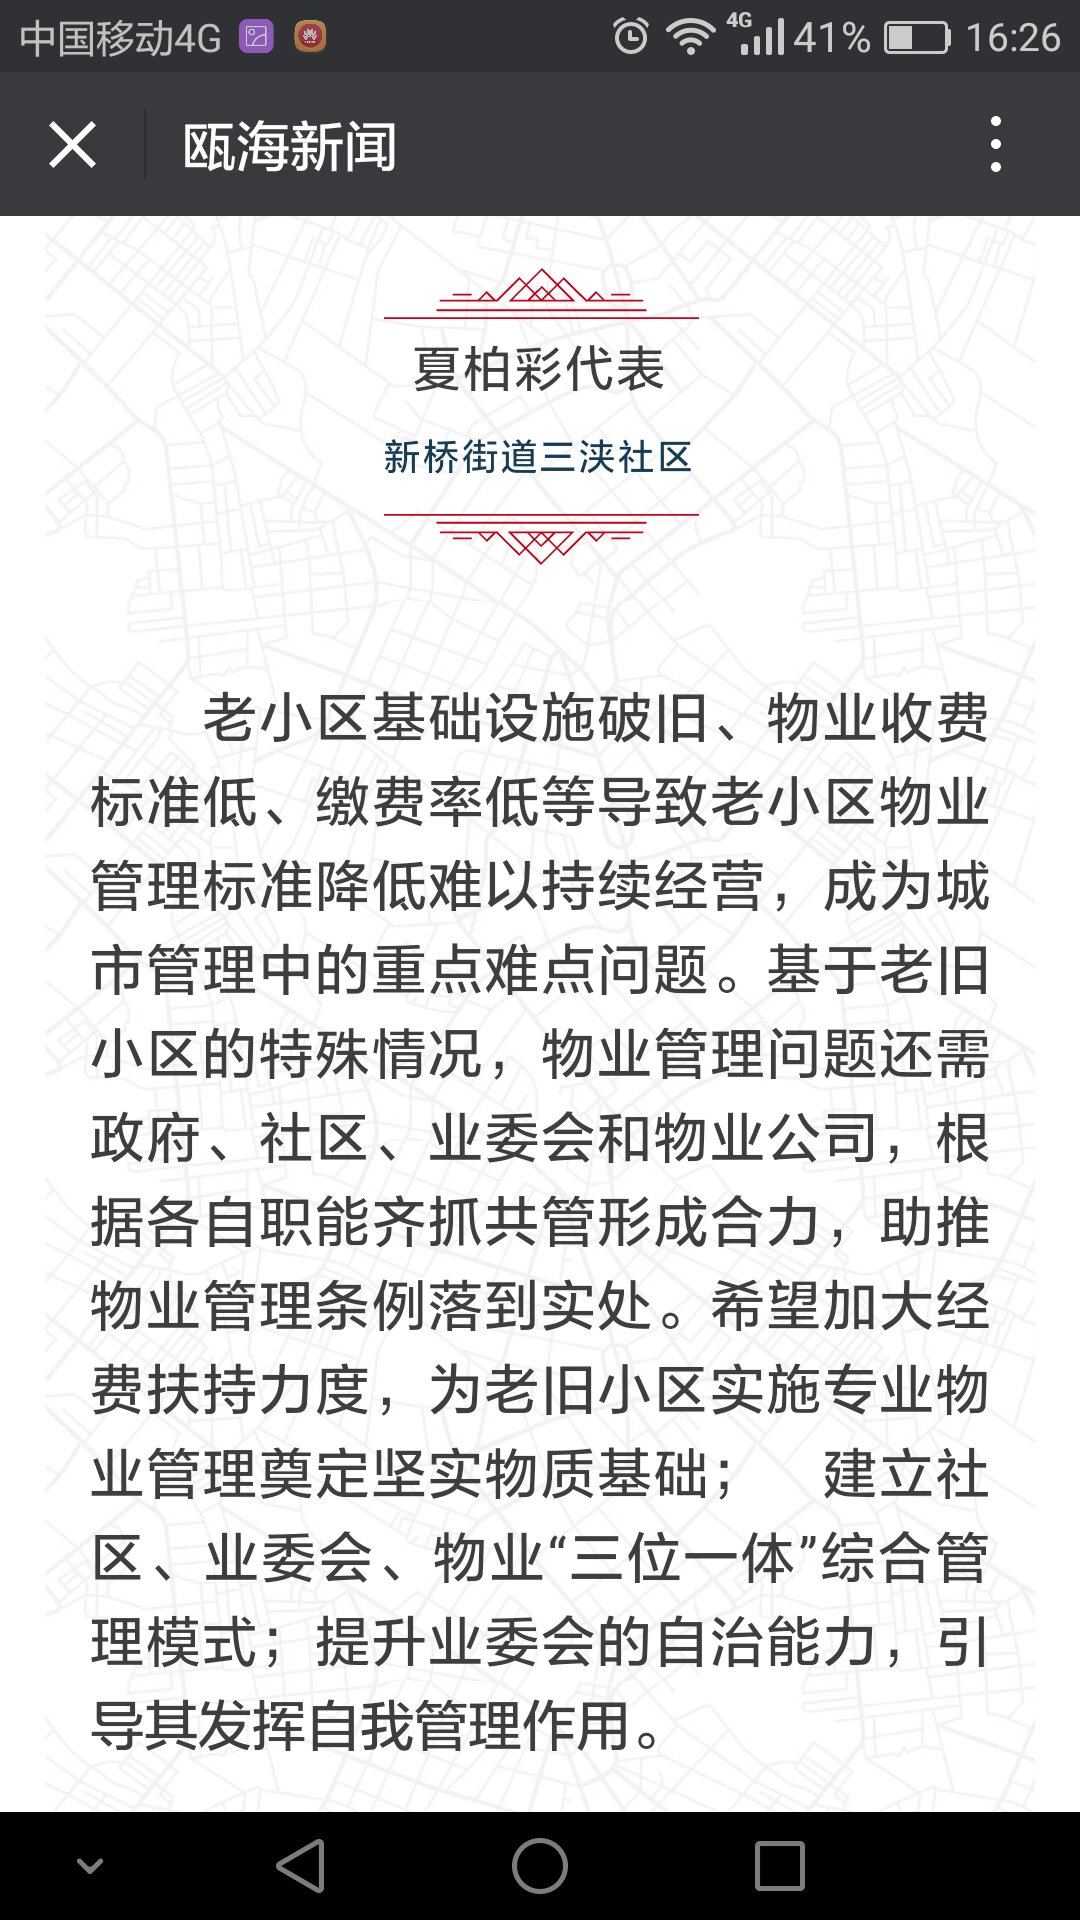 中国移动4G
4G
41%
16:26
瓯海新闻
夏柏彩代表
新桥街道三浃社区
老小区基础设施破旧、物业收费
标准低、缴费率低等导致老小区物业
管理标准降低难以持续经营，成为城
市管理中的重点难点问题。基于老旧
小区的特殊情况，物业管理问题还需
政府、社区、业委会和物业公司，根
据各自职能齐抓共管形成合力，助推
物业管理条例落到实处。希望加大经
费扶持力度，为老旧小区实施专业物
业管理奠定坚实物质基础；　建立社
区、业委会、物业“三位一体”综合管
理模式；提升业委会的自治能力，引
导其发挥自我管理作用。